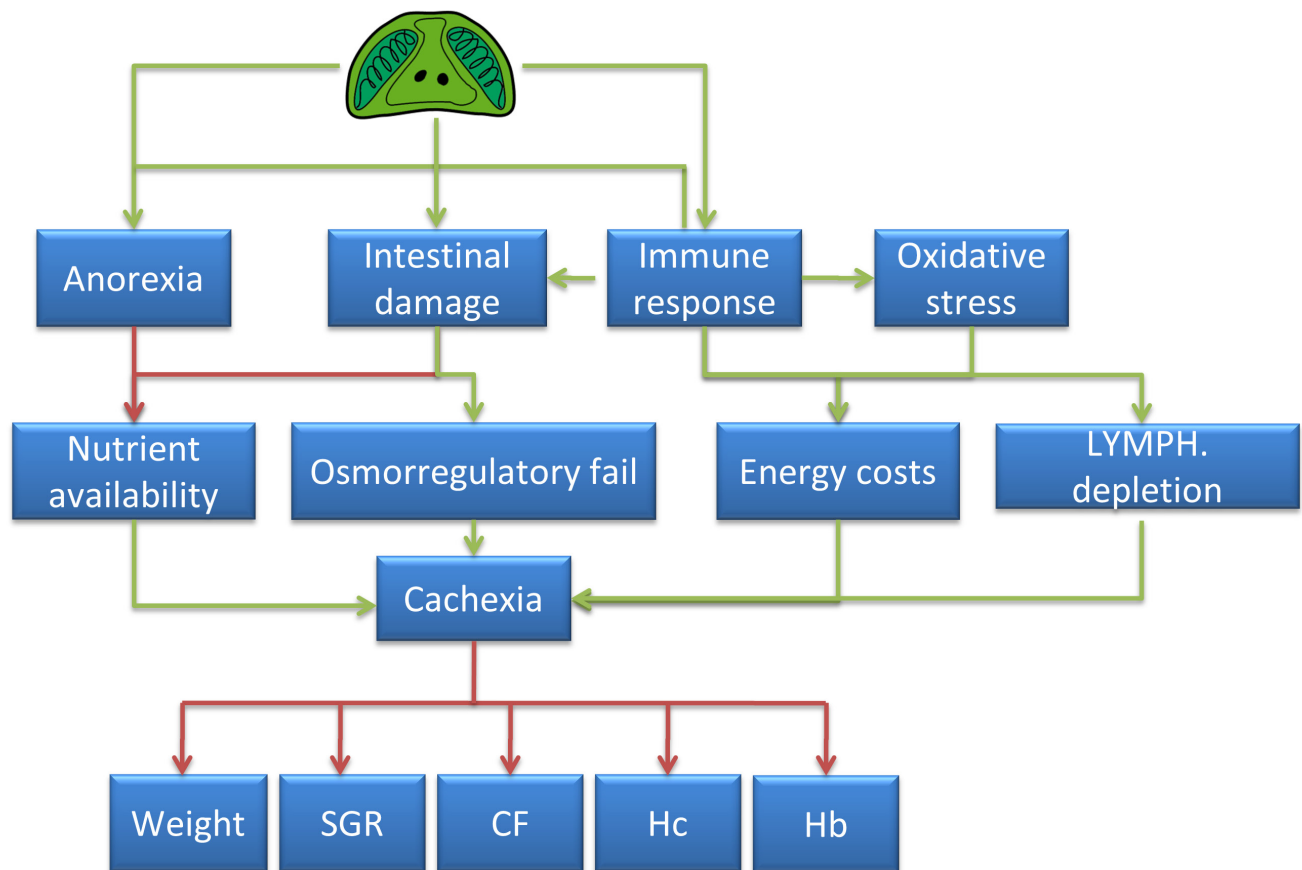 Anorexia
Intestinal
damage
Immune
response
Oxidative
stress
Nutrient
availability
Osmorregulatory fail
Energy costs
LYMPH.
depletion
Cachexia
Weight
SGR
CF
Hc
Hb